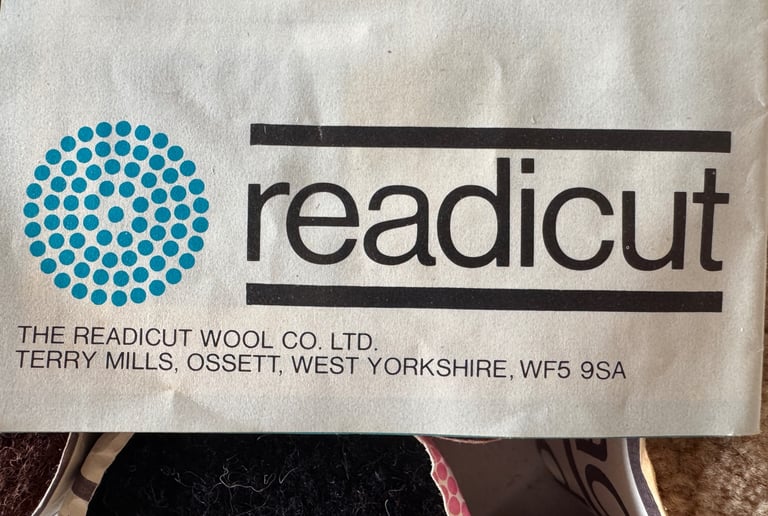 readicut
THE READICUT WOOL CO. LTD.
TERRY MILLS, OSSETT, WEST YORKSHIRE, WF5 9SA